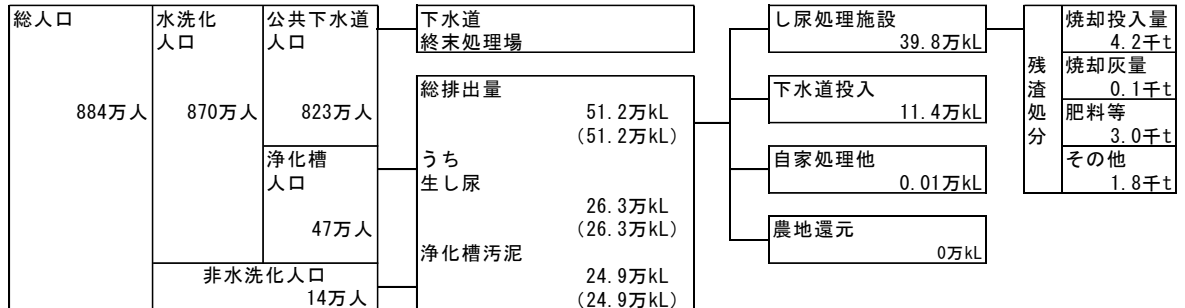 総人口
884万人
水洗化
人口
870万人
公共下水道
人口
823万人
浄化槽
人口
47万人
非水洗化人口
14万人
下水道
終末処理場
総排出量
51.2万kL
(51.2万kL)
うち
生し尿
26.3万kL
(26.3万kL)
浄化槽汚泥
24.9万kL
(24.9万kL)
し尿処理施設
39.8万kL
下水道投入
11.4万kL
自家処理他
0.01万kL
農地還元
0万kL
残渣処分
焼却投入量
4.2千t
焼却灰量
0.1千t
肥料等
3.0千t
その他
1.8千t